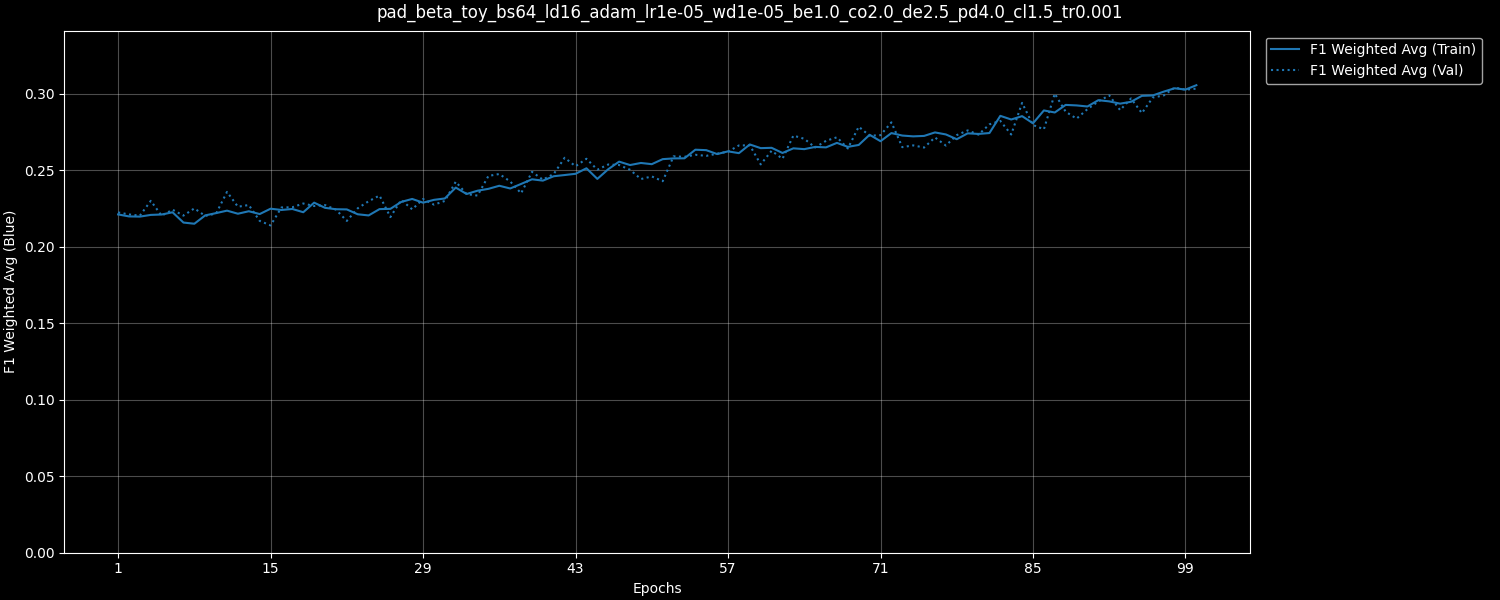 pad_beta_toy_bs64_ld16_adam_lr1e-05_wd1e-05_be1.0_co2.0_de2.5_pd4.0_cl1.5_tr0.001
F1 Weighted Avg (Train)
F1 Weighted Avg (Val)
F1 Weighted Avg (Blue)
0.30
0.25
0.20
0.15
0.10
0.05
0.00
1 15 29 43 57 71 85 99
Epochs